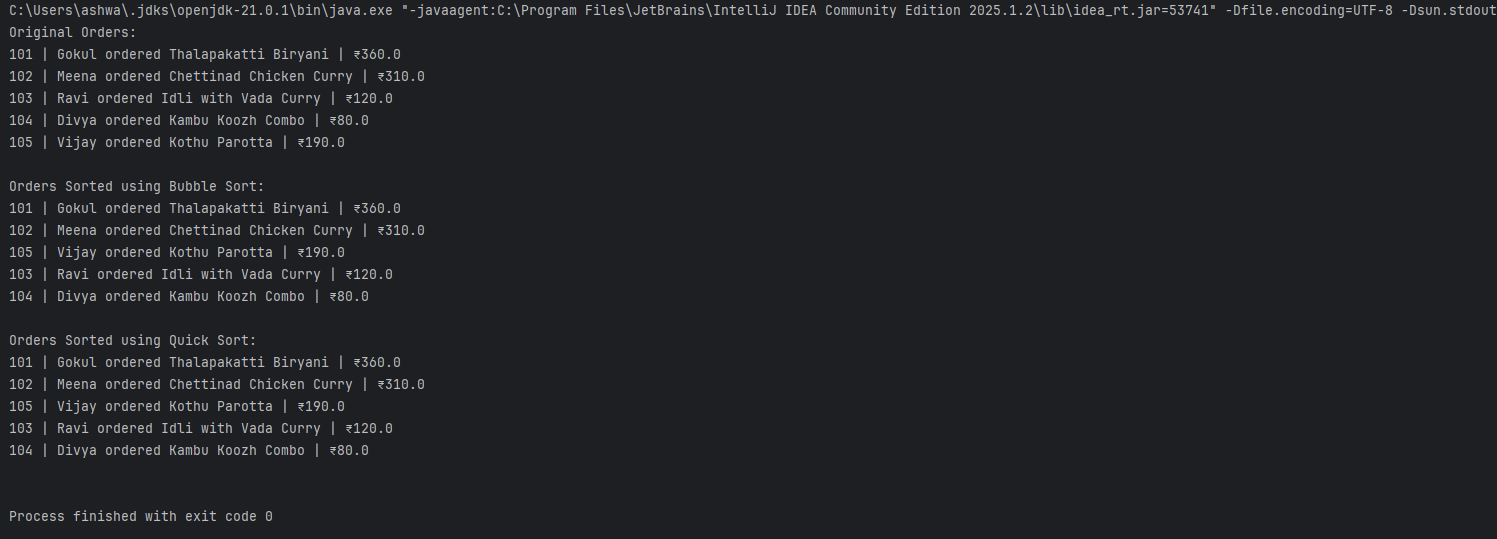 C:\Users\ashwa\.jdks\openjdk-21.0.1\bin\java.exe "-javaagent:C:\Program Files\JetBrains\IntelliJ IDEA Community Edition 2025.1.2\lib\idea_rt.jar=53741" -Dfile.encoding=UTF-8 -Dsun.stdout
Original Orders:
101 | Gokul ordered Thalapakatti Biryani | ₹360.0
102 | Meena ordered Chettinad Chicken Curry | ₹310.0
103 | Ravi ordered Idli with Vada Curry | ₹120.0
104 | Divya ordered Kambu Koozh Combo | ₹80.0
105 | Vijay ordered Kothu Parotta | ₹190.0
Orders Sorted using Bubble Sort:
101 | Gokul ordered Thalapakatti Biryani | ₹360.0
102 | Meena ordered Chettinad Chicken Curry | ₹310.0
105 | Vijay ordered Kothu Parotta | ₹190.0
103 | Ravi ordered Idli with Vada Curry | ₹120.0
104 | Divya ordered Kambu Koozh Combo | ₹80.0
Orders Sorted using Quick Sort:
101 | Gokul ordered Thalapakatti Biryani | ₹360.0
102 | Meena ordered Chettinad Chicken Curry | ₹310.0
105 | Vijay ordered Kothu Parotta | ₹190.0
103 | Ravi ordered Idli with Vada Curry | ₹120.0
104 | Divya ordered Kambu Koozh Combo | ₹80.0
Process finished with exit code 0